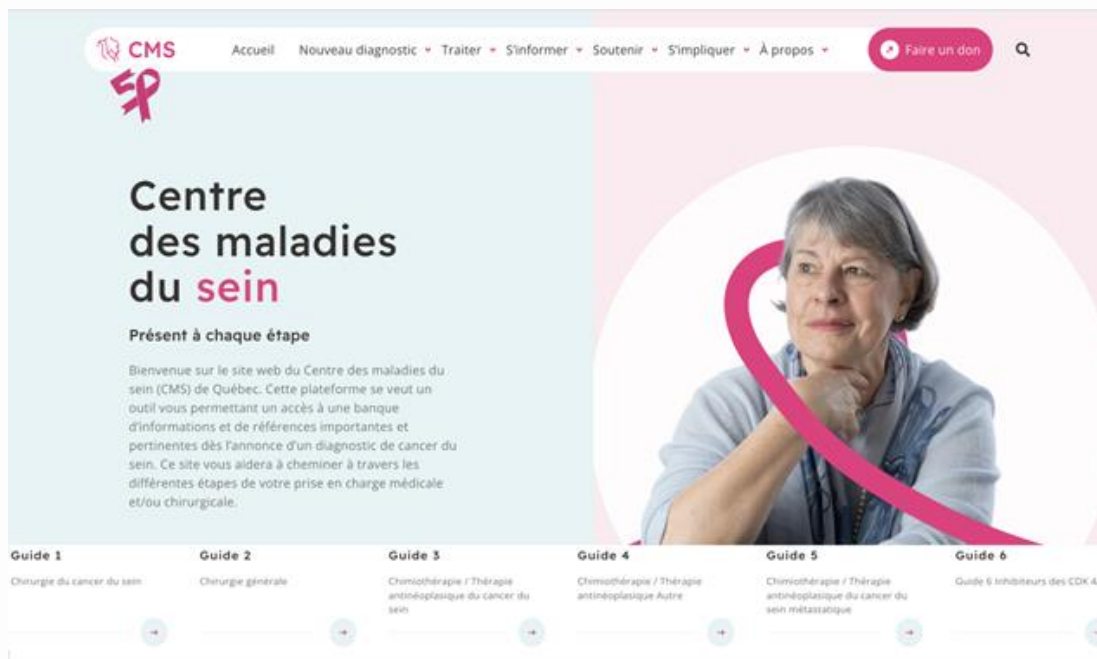 CMS
Accueil
Nouveau diagnostic
Traiter
S'informer
Soutenir
S'impliquer
À propos
Faire un don
50
Centre
des maladies
du sein
Présent à chaque étape
Bienvenue sur le site web du Centre des maladies du
sein (CMS) de Québec. Cette plateforme se veut un
outil vous permettant un accès à une banque
d'informations et de références importantes et
pertinentes dès l'annonce d'un diagnostic de cancer du
sein. Ce site vous aidera à cheminer à travers les
différentes étapes de votre prise en charge médicale
et/ou chirurgicale.
Guide 1
Chirurgie du cancer du sein
Guide 2
Chirurgie générale
Guide 3
Chimiothérapie / Thérapie
antinéoplasique du cancer du
sein
Guide 4
Chimiothérapie / Thérapie
antinéoplasique Autre
Guide 5
Chimiothérapie / Thérapie
antinéoplasique du cancer du
sein métastatique
Guide 6
Guide 6 Inhibiteurs des CDK 4